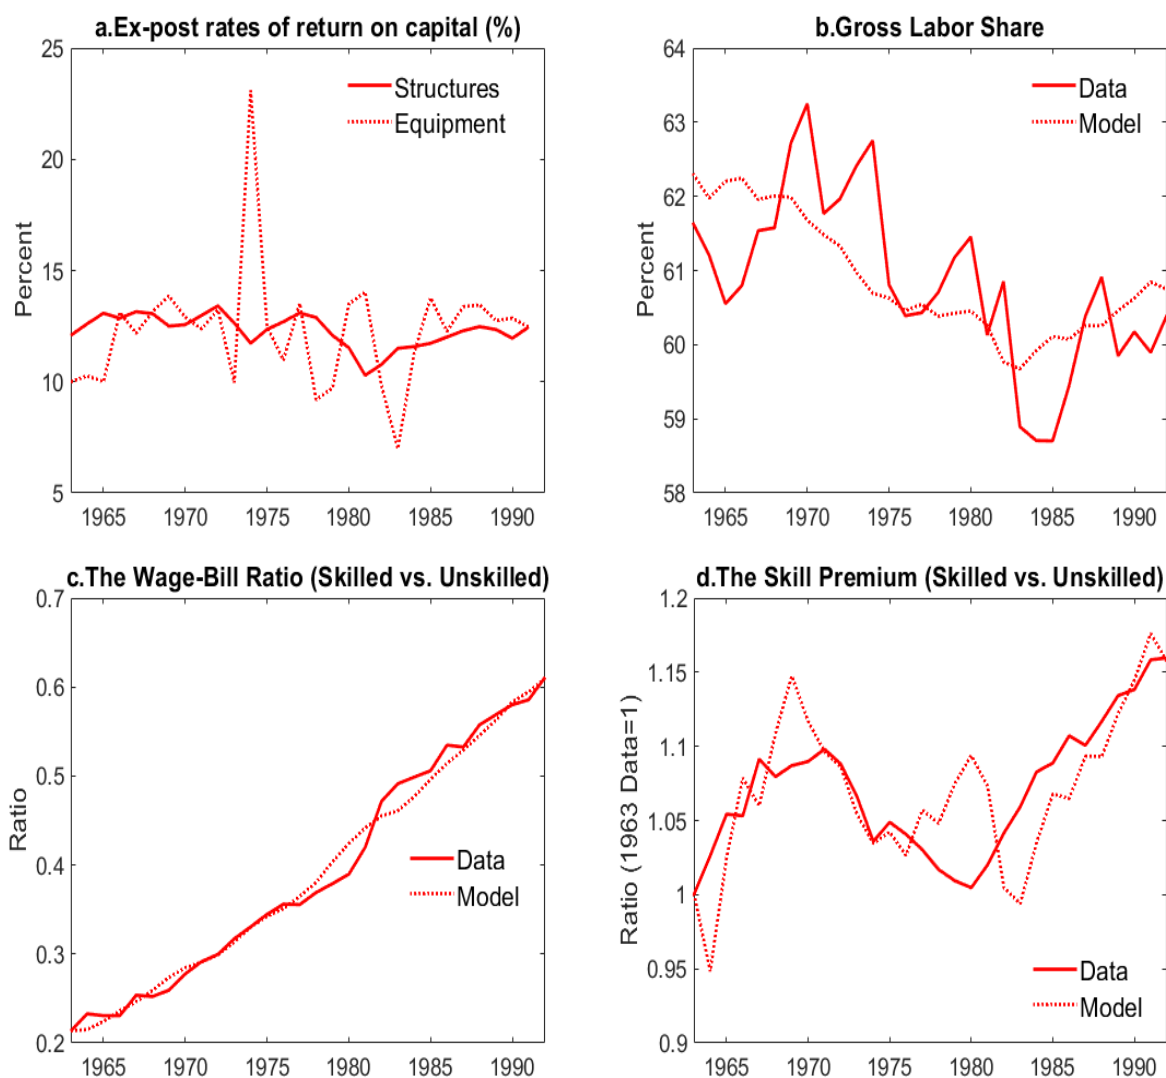 a.Ex-post rates of return on capital (%)
25
20
15
10
5
Percent
Structures
Equipment
1965 1970 1975 1980 1985 1990
b.Gross Labor Share
64
63
62
61
60
59
58
Percent
Data
Model
1965 1970 1975 1980 1985 1990
c.The Wage-Bill Ratio (Skilled vs. Unskilled)
0.7
0.6
0.5
0.4
0.3
0.2
Ratio
Data
Model
1965 1970 1975 1980 1985 1990
d.The Skill Premium (Skilled vs. Unskilled)
1.2
1.15
1.1
1.05
1
0.95
0.9
Ratio (1963 Data=1)
Data
Model
1965 1970 1975 1980 1985 1990